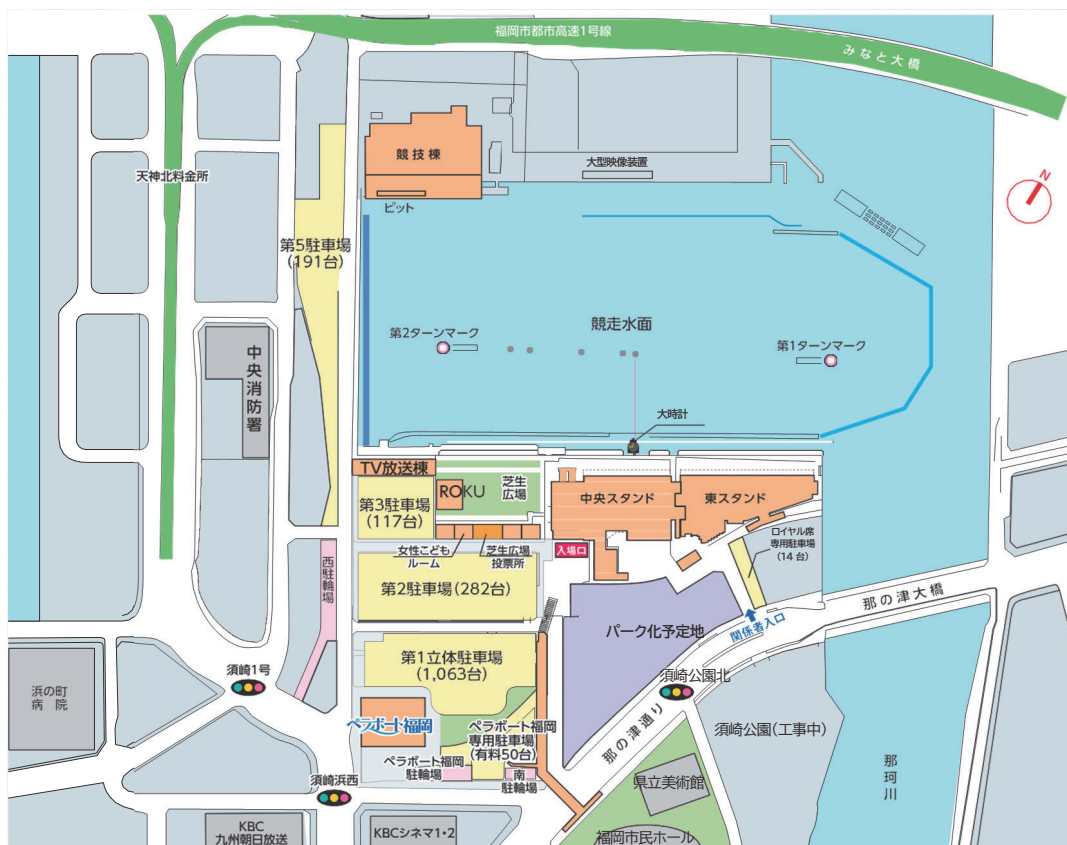 福岡市都市高速1号線
みなと大橋
N
競技棟
大型映像装置
天神北料金所
ピット
第5駐車場
(191台)
競走水面
第2ターンマーク
第1ターンマーク
中央消防署
大時計
TV放送棟
ROKU
芝生
広場
中央スタンド
東スタンド
第3駐車場
(117台)
ロイヤル席
専用駐車場
(14台)
女性こども
ルーム
芝生広場
投票所
入場口
西駐輪場
第2駐車場(282台)
那の津大橋
パーク化予定地
関係者入口
第1立体駐車場
(1,063台)
須崎公園北
須崎1号
浜の町
病院
ペラボート福岡
ペラボート福岡
専用駐車場
(有料50台)
那の津通り
須崎公園(工事中)
ペラボート福岡
駐輪場
南
駐輪場
那珂川
県立美術館
須崎浜西
KBC
九州朝日放送
KBCシネマ1・2
福岡市民ホール